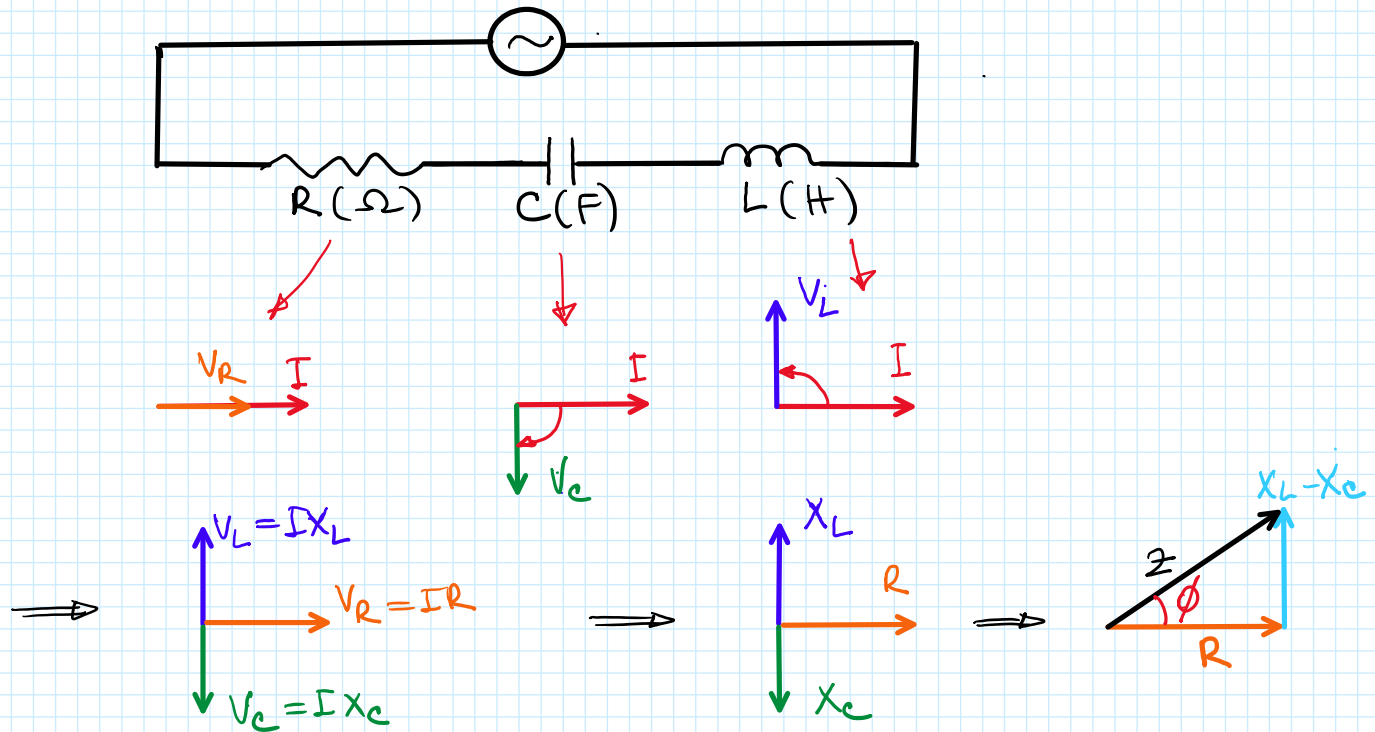 R(Ω) C(F) L(H)
V_L
V_R I
I
I
V_C
V_L = IX_L
V_R = IR
V_C = IX_C
X_L
R
X_C
X_L - X_C
Z
φ
R